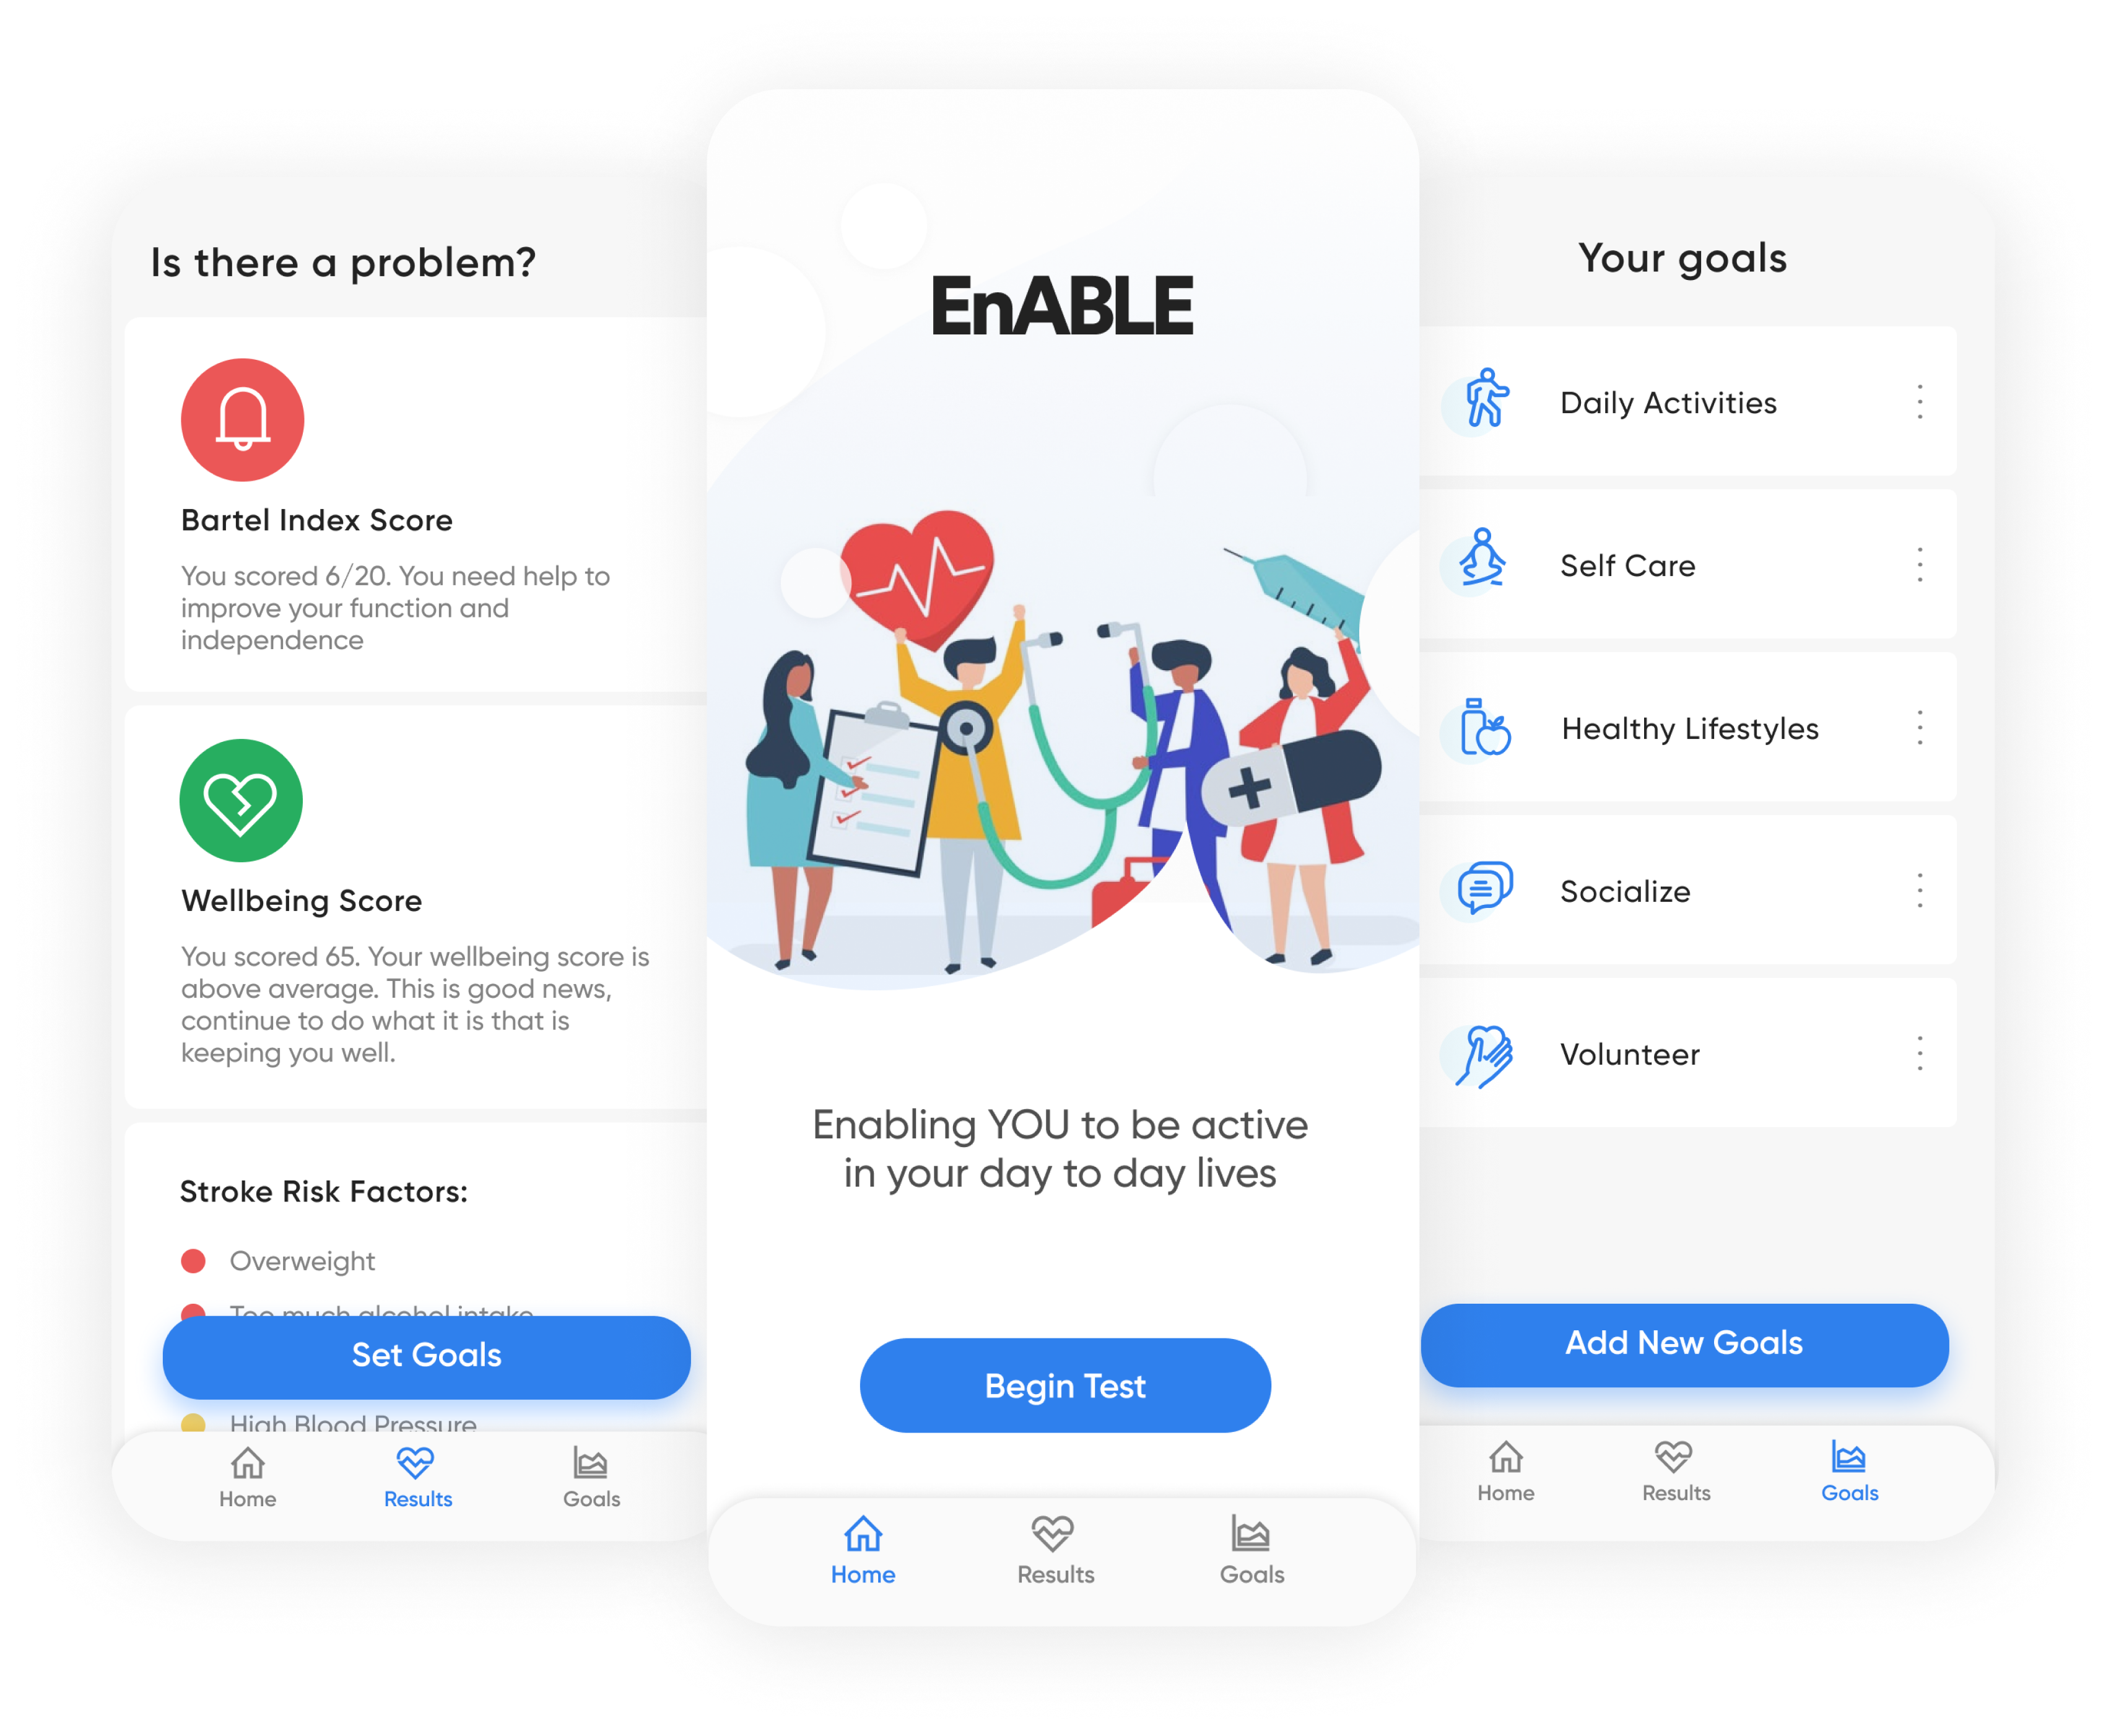 Is there a problem?
Bartel Index Score
You scored 6/20. You need help to
improve your function and
independence
Wellbeing Score
You scored 65. Your wellbeing score is
above average. This is good news,
continue to do what it is that is
keeping you well.
Stroke Risk Factors:
Overweight
Too much alcohol intake
Set Goals
High Blood Pressure
Home
Results
Goals
EnABLE
Enabling YOU to be active
in your day to day lives
Begin Test
Home
Results
Goals
Your goals
Daily Activities
Self Care
Healthy Lifestyles
Socialize
Volunteer
Add New Goals
Home
Results
Goals